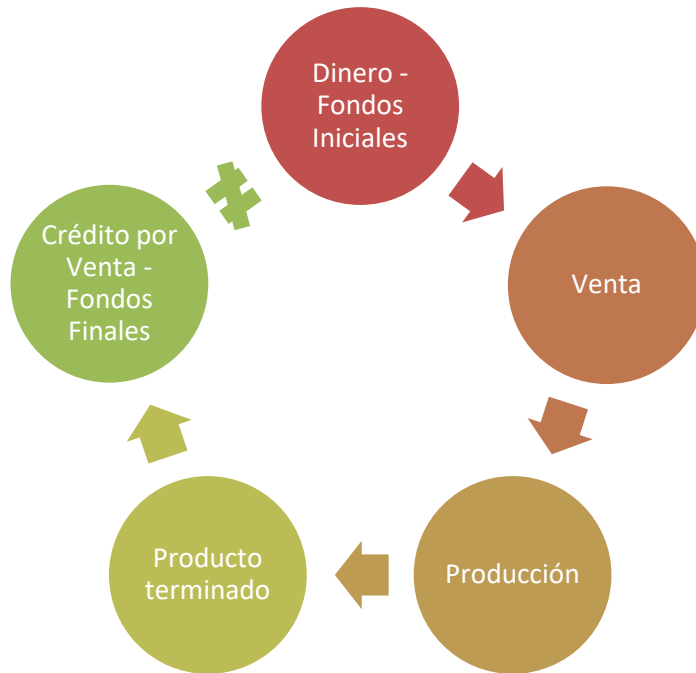 Dinero -
Fondos
Iniciales
Venta
Producción
Producto
terminado
Crédito por
Venta -
Fondos
Finales